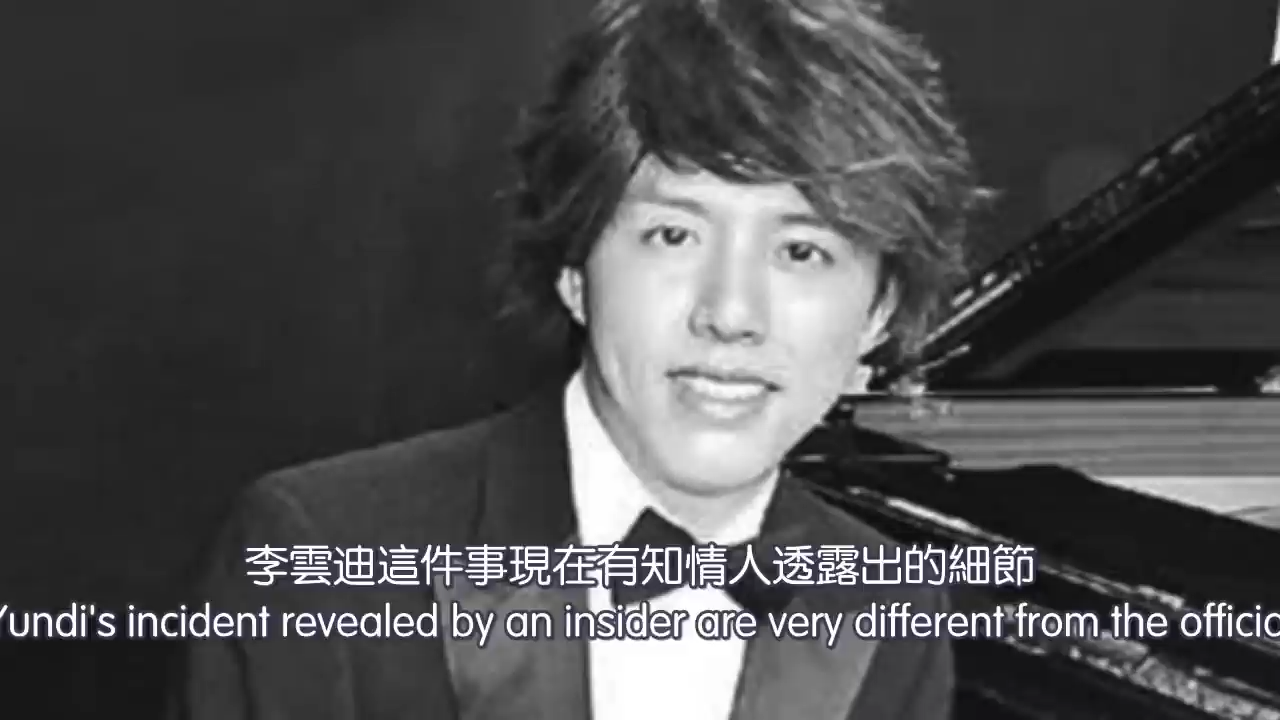 李雲迪這件事現在有知情人透露出的細節
Yundi's incident revealed by an insider are very different from the officia